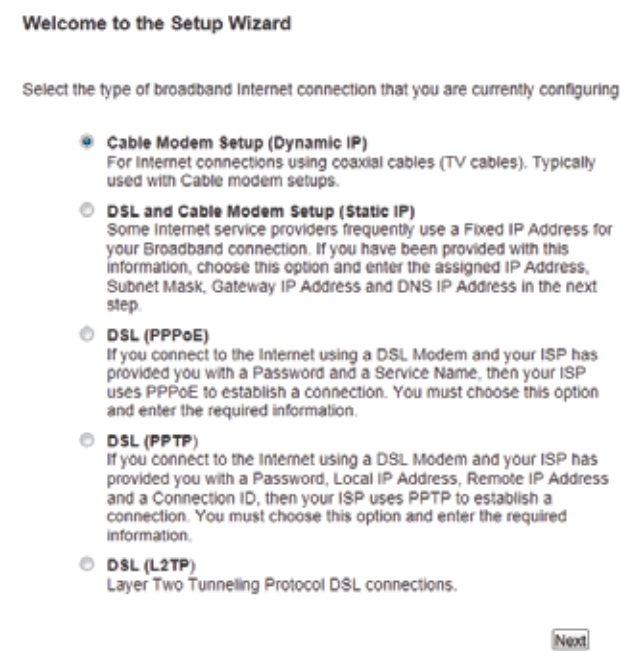 Welcome to the Setup Wizard
Select the type of broadband Internet connection that you are currently configuring
Cable Modem Setup (Dynamic IP)
For Internet connections using coaxial cables (TV cables). Typically
used with Cable modem setups.
DSL and Cable Modem Setup (Static IP)
Some Internet service providers frequently use a Fixed IP Address for
your Broadband connection. If you have been provided with this
information, choose this option and enter the assigned IP Address,
Subnet Mask, Gateway IP Address and DNS IP Address in the next
step.
DSL (PPPoE)
If you connect to the Internet using a DSL Modem and your ISP has
provided you with a Password and a Service Name, then your ISP
uses PPPoE to establish a connection. You must choose this option
and enter the required information.
DSL (PPTP)
If you connect to the Internet using a DSL Modem and your ISP has
provided you with a Password, Local IP Address, Remote IP Address
and a Connection ID, then your ISP uses PPTP to establish a
connection. You must choose this option and enter the required
information.
DSL (L2TP)
Layer Two Tunneling Protocol DSL connections.
Next